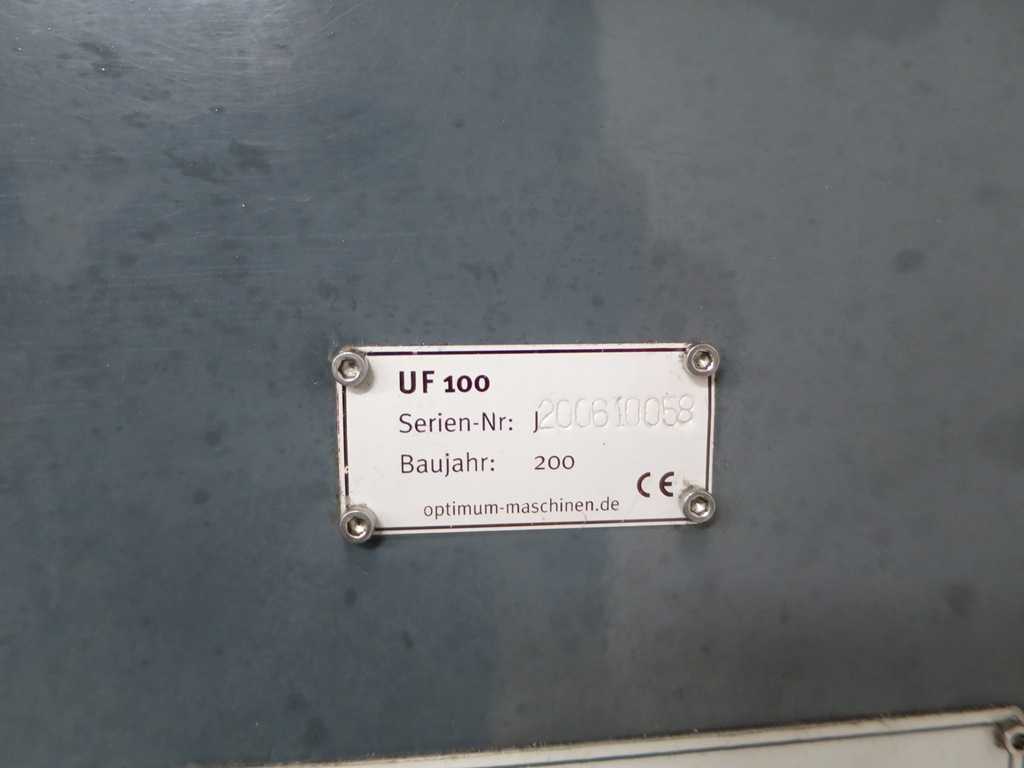 UF 100
Serien-Nr: J200610058
Baujahr: 200
CE
optimum-maschinen.de